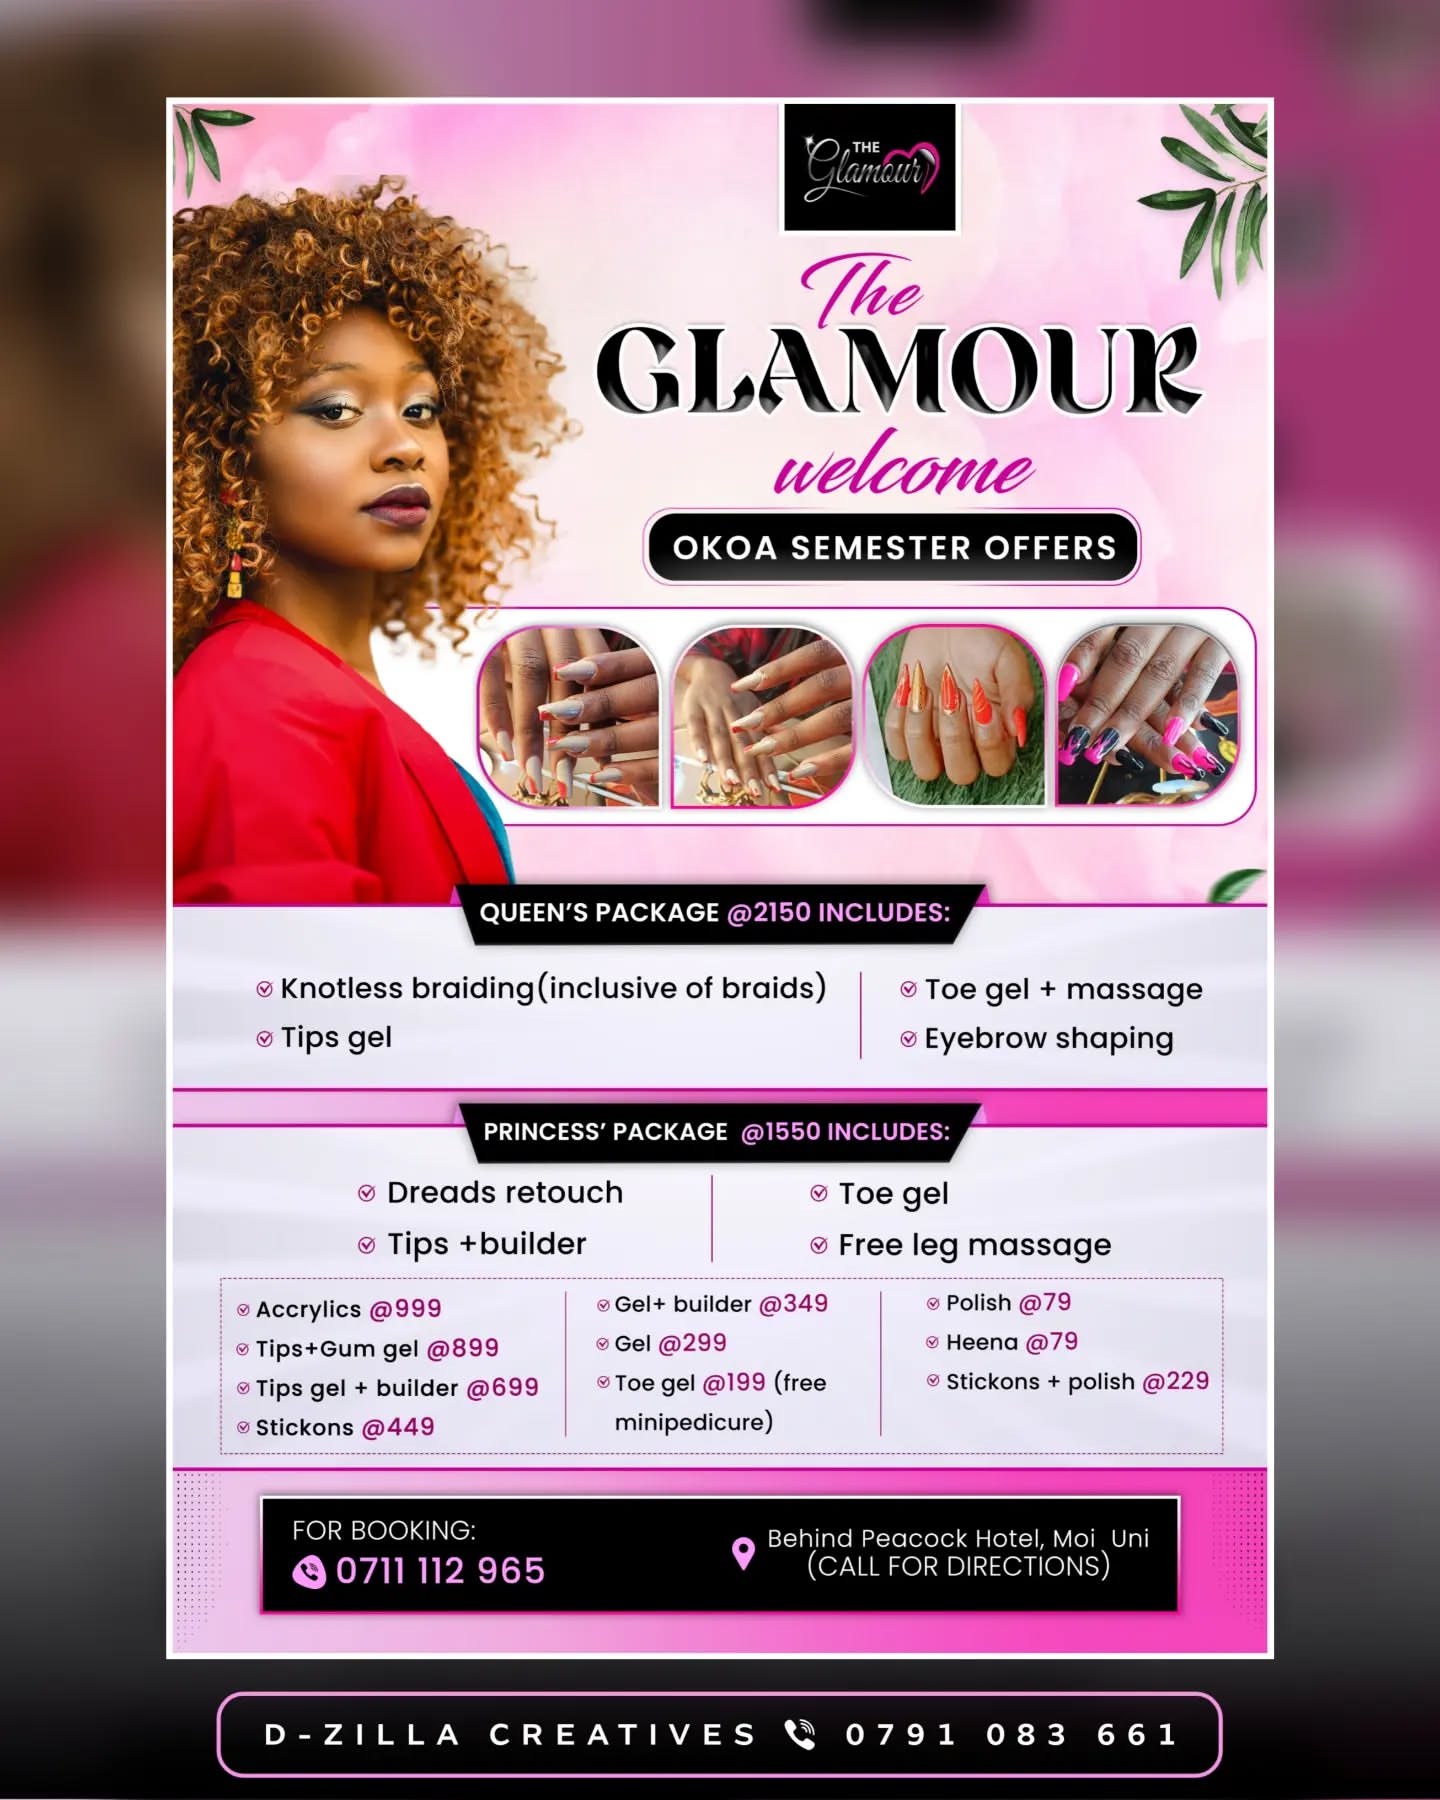 THE
Glamour
The
GLAMOUR
welcome
OKOA SEMESTER OFFERS
QUEEN'S PACKAGE @2150 INCLUDES:
Knotless braiding(inclusive of braids)
Tips gel
Toe gel + massage
Eyebrow shaping
PRINCESS' PACKAGE @1550 INCLUDES:
Dreads retouch
Tips +builder
Toe gel
Free leg massage
Accrylics @999
Tips+Gum gel @899
Tips gel + builder @699
Stickons @449
Gel+ builder @349
Gel @299
Toe gel @199 (free
minipedicure)
Polish @79
Heena @79
Stickons + polish @229
FOR BOOKING:
0711 112 965
Behind Peacock Hotel, Moi Uni
(CALL FOR DIRECTIONS)
D-ZILLA CREATIVES 0791 083 661